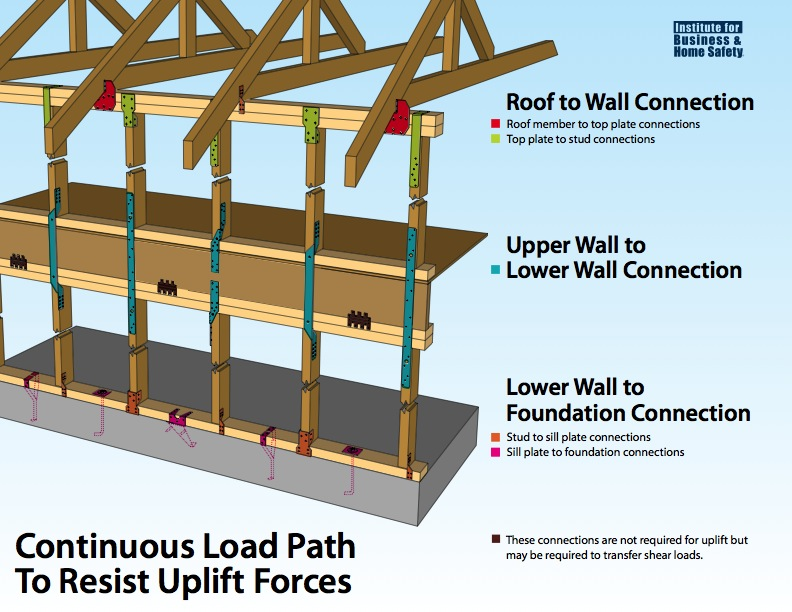 Institute for
Business &
Home Safety
Roof to Wall Connection
Roof member to top plate connections
Top plate to stud connections
Upper Wall to
Lower Wall Connection
Lower Wall to
Foundation Connection
Stud to sill plate connections
Sill plate to foundation connections
These connections are not required for uplift but
may be required to transfer shear loads.
Continuous Load Path
To Resist Uplift Forces